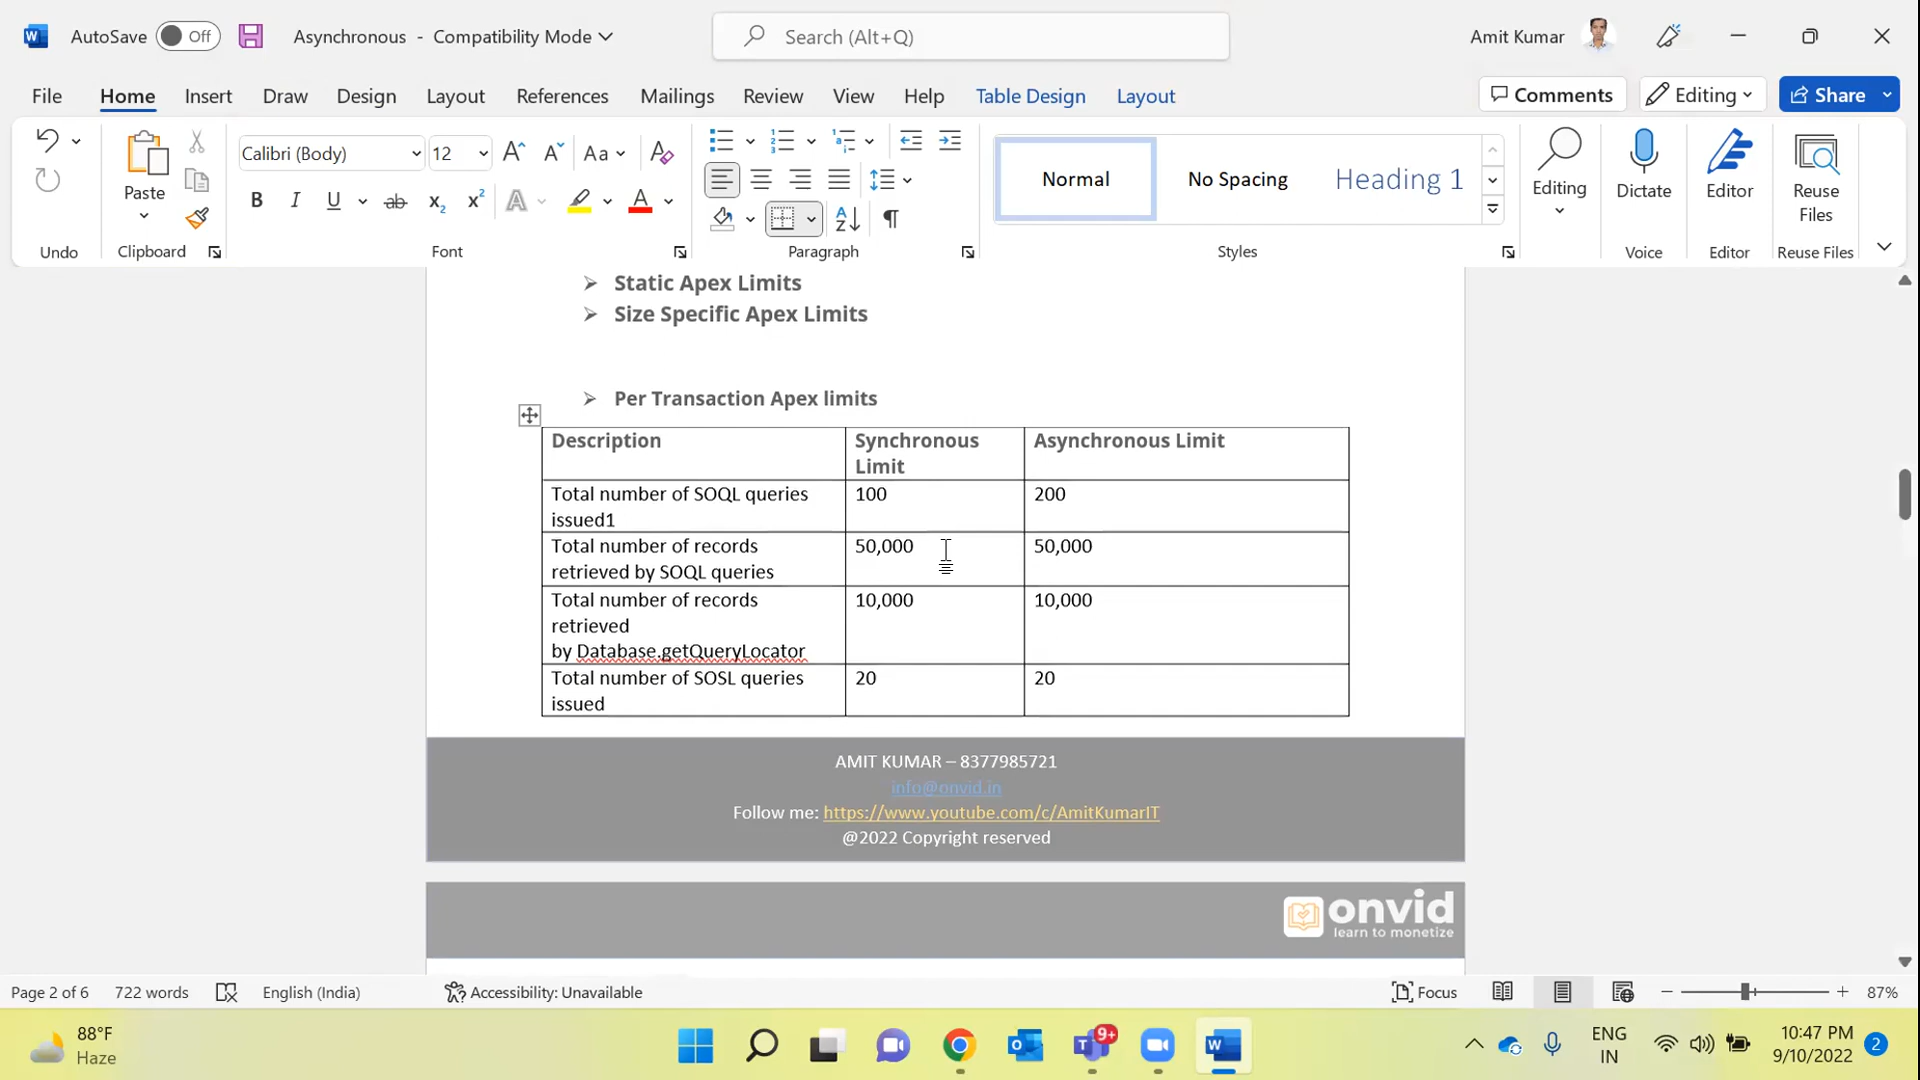 AutoSave Off Asynchronous - Compatibility Mode Search (Alt+Q) Amit Kumar
File Home Insert Draw Design Layout References Mailings Review View Help Table Design Layout Comments Editing Share
Calibri (Body) 12
Paste
Normal No Spacing Heading 1
Editing Dictate Editor Reuse Files
Undo Clipboard Font Paragraph Styles Voice Editor Reuse Files
Static Apex Limits
Size Specific Apex Limits
Per Transaction Apex limits
Description Synchronous Limit Asynchronous Limit
Total number of SOQL queries issued1 100 200
Total number of records retrieved by SOQL queries 50,000 50,000
Total number of records retrieved by Database.getQueryLocator 10,000 10,000
Total number of SOSL queries issued 20 20
AMIT KUMAR – 8377985721
info@onvid.in
Follow me: https://www.youtube.com/c/AmitKumarIT
@2022 Copyright reserved
onvid
learn to monetize
Page 2 of 6 722 words English (India) Accessibility: Unavailable Focus 87%
88°F
Haze
9+
ENG
IN
10:47 PM
9/10/2022
2